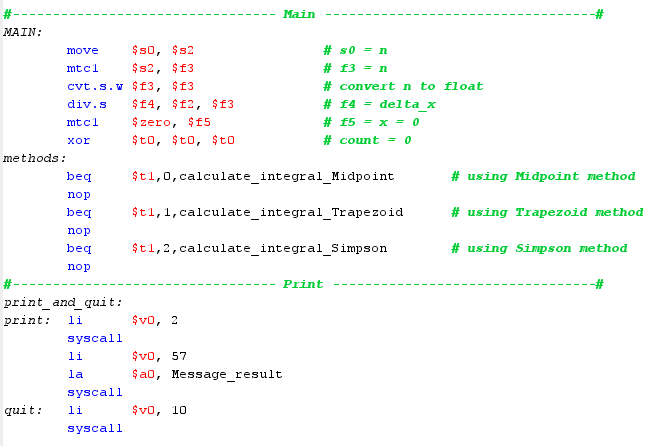 #--------------------------------- Main ----------------------------------#
MAIN:
move $s0, $s2 # s0 = n
mtc1 $s2, $f3 # f3 = n
cvt.s.w $f3, $f3 # convert n to float
div.s $f4, $f2, $f3 # f4 = delta_x
mtc1 $zero, $f5 # f5 = x = 0
xor $t0, $t0, $t0 # count = 0
methods:
beq $t1,0,calculate_integral_Midpoint # using Midpoint method
nop
beq $t1,1,calculate_integral_Trapezoid # using Trapezoid method
nop
beq $t1,2,calculate_integral_Simpson # using Simpson method
nop
#--------------------------------- Print ---------------------------------#
print_and_quit:
print: li $v0, 2
syscall
li $v0, 57
la $a0, Message_result
syscall
quit: li $v0, 10
syscall